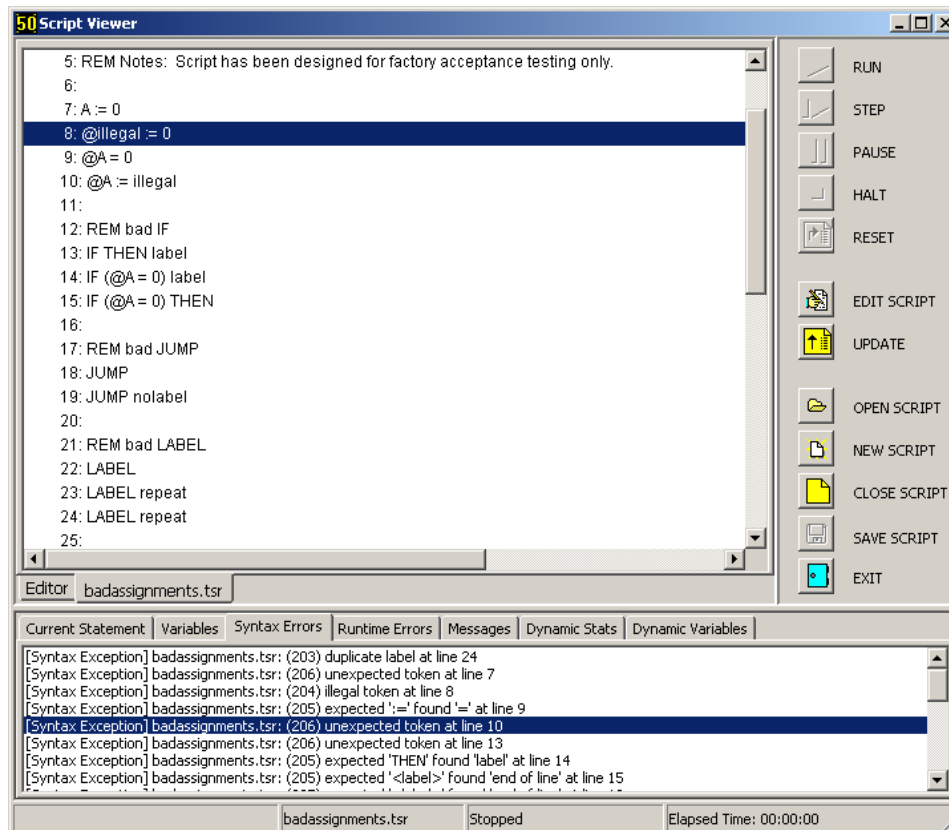 50 Script Viewer
5: REM Notes: Script has been designed for factory acceptance testing only.
6:
7: A := 0
8: @illegal := 0
9: @A = 0
10: @A := illegal
11:
12: REM bad IF
13: IF THEN label
14: IF (@A = 0) label
15: IF (@A = 0) THEN
16:
17: REM bad JUMP
18: JUMP
19: JUMP nolabel
20:
21: REM bad LABEL
22: LABEL
23: LABEL repeat
24: LABEL repeat
25:
RUN
STEP
PAUSE
HALT
RESET
EDIT SCRIPT
UPDATE
OPEN SCRIPT
NEW SCRIPT
CLOSE SCRIPT
SAVE SCRIPT
EXIT
Editor badassignments.tsr
Current Statement Variables Syntax Errors Runtime Errors Messages Dynamic Stats Dynamic Variables
[Syntax Exception] badassignments.tsr: (203) duplicate label at line 24
[Syntax Exception] badassignments.tsr: (206) unexpected token at line 7
[Syntax Exception] badassignments.tsr: (204) illegal token at line 8
[Syntax Exception] badassignments.tsr: (205) expected ':=' found '=' at line 9
[Syntax Exception] badassignments.tsr: (206) unexpected token at line 10
[Syntax Exception] badassignments.tsr: (206) unexpected token at line 13
[Syntax Exception] badassignments.tsr: (205) expected 'THEN' found 'label' at line 14
[Syntax Exception] badassignments.tsr: (205) expected '<label>' found 'end of line' at line 15
badassignments.tsr Stopped Elapsed Time: 00:00:00